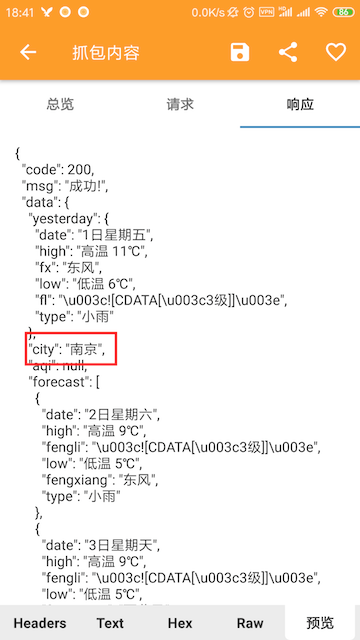 18:41 0.0K/s VPN 86
抓包内容
总览 请求 响应
{
"code": 200,
"msg": "成功!",
"data": {
"yesterday": {
"date": "1日星期五",
"high": "高温 11℃",
"fx": "东风",
"low": "低温 6℃",
"fl": "\u003c![CDATA[\u003c3级]]\u003e",
"type": "小雨"
},
"city": "南京",
"aqi": null,
"forecast": [
{
"date": "2日星期六",
"high": "高温 9℃",
"fengli": "\u003c![CDATA[\u003c3级]]\u003e",
"low": "低温 5℃",
"fengxiang": "东风",
"type": "小雨"
},
{
"date": "3日星期天",
"high": "高温 9℃",
"fengli": "\u003c![CDATA[\u003c3级]]\u003e",
"low": "低温 5℃",
Headers Text Hex Raw 预览